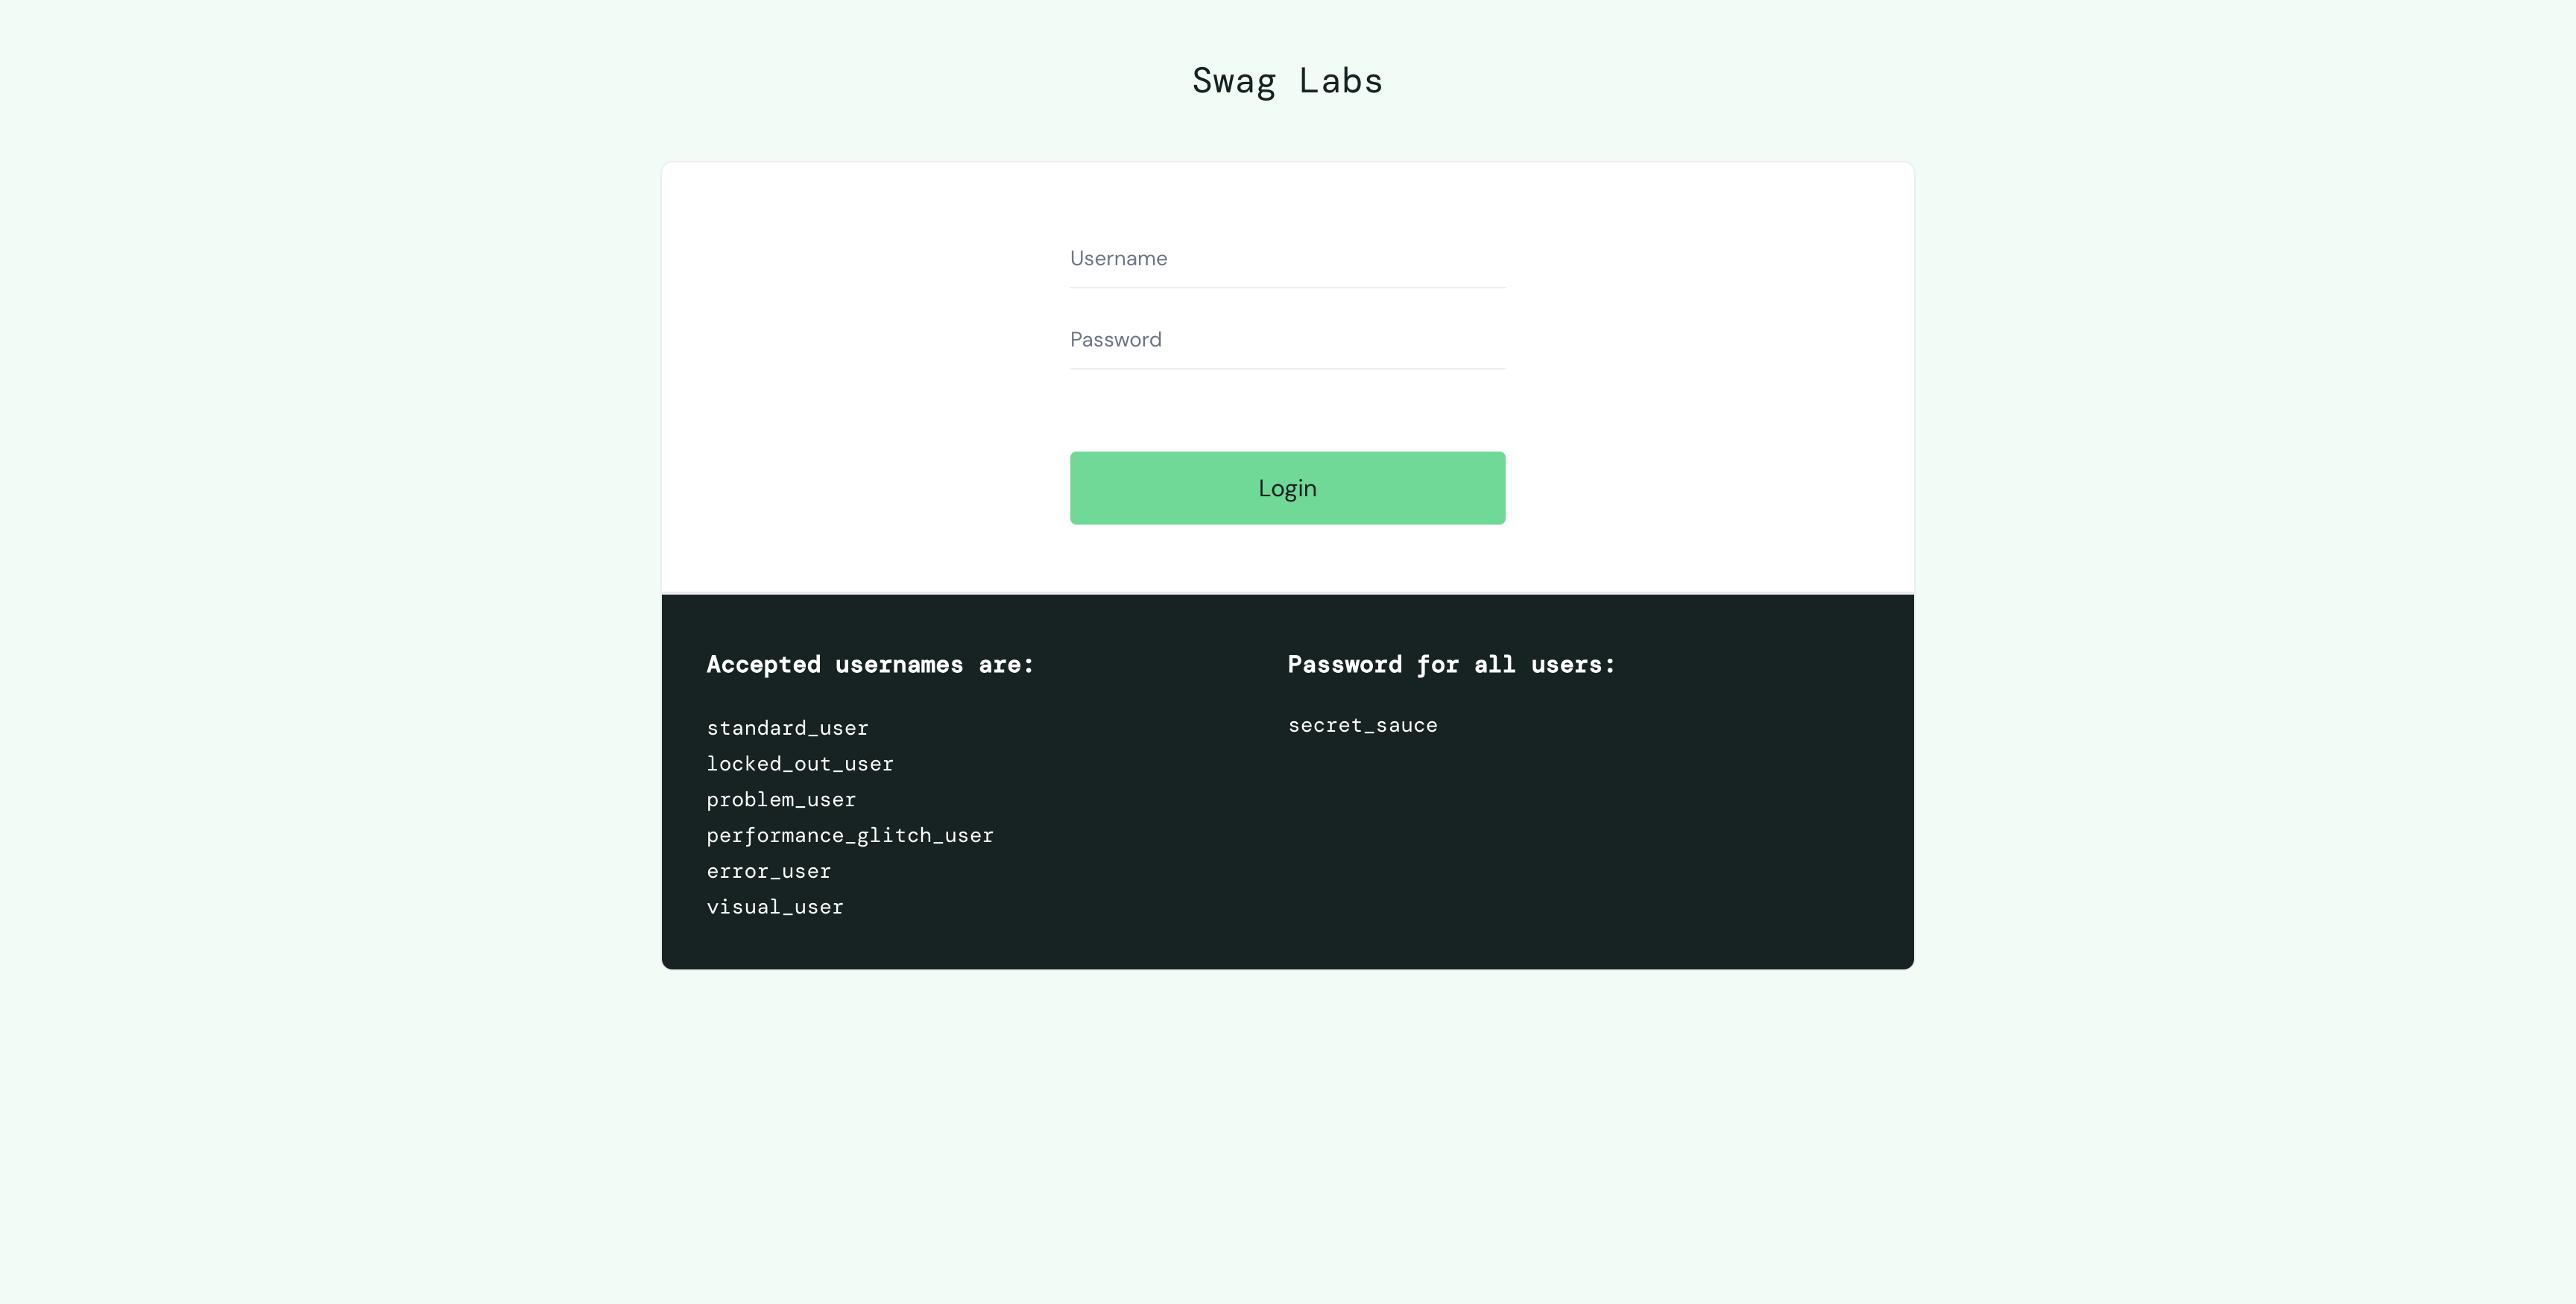 Swag Labs
Username
Password
Login
Accepted usernames are:
standard_user
locked_out_user
problem_user
performance_glitch_user
error_user
visual_user
Password for all users:
secret_sauce